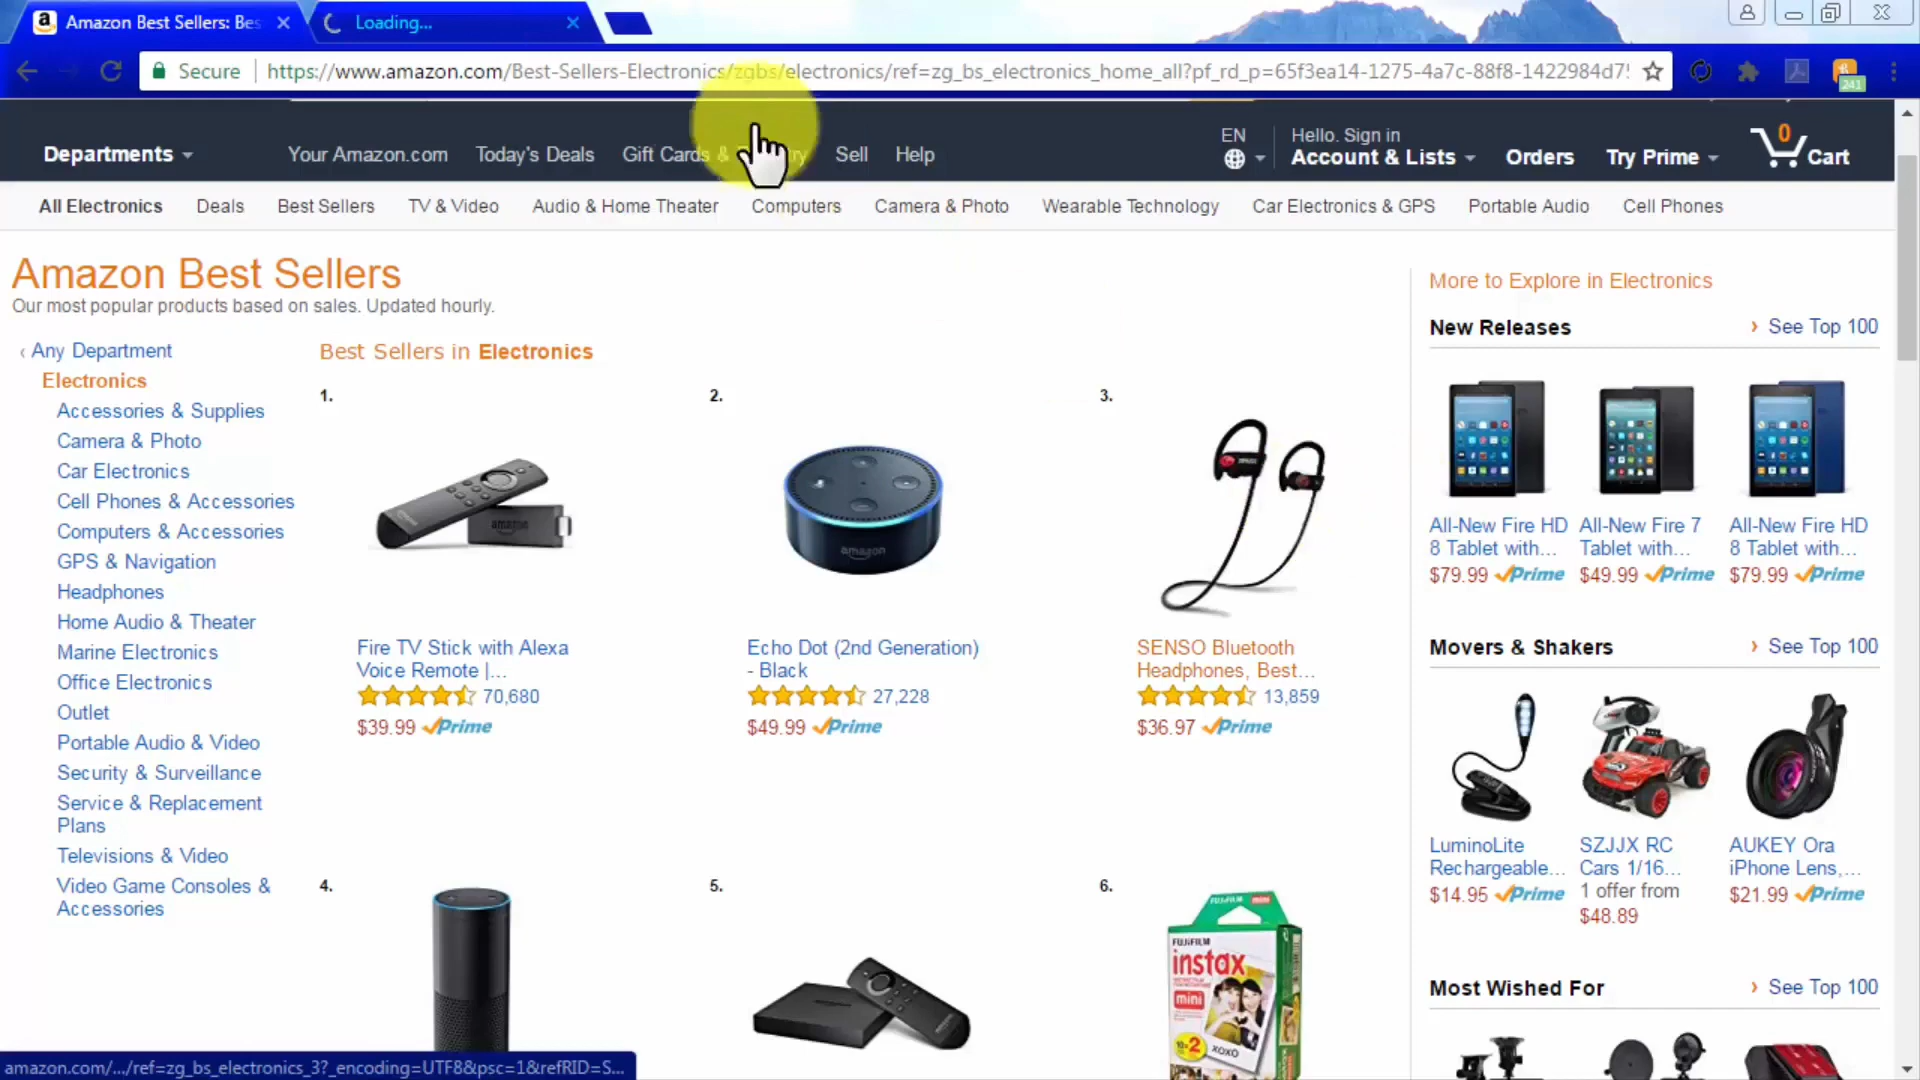 Amazon Best Sellers: Bes
Loading...
Secure
https://www.amazon.com/Best-Sellers-Electronics/zgbs/electronics/ref=zg_bs_electronics_home_all?pf_rd_p=65f3ea14-1275-4a7c-88f8-1422984d7
241
Departments
Your Amazon.com
Today's Deals
Gift Cards &
Sell
Help
EN
Hello. Sign in
Account & Lists
Orders
Try Prime
0
Cart
All Electronics
Deals
Best Sellers
TV & Video
Audio & Home Theater
Computers
Camera & Photo
Wearable Technology
Car Electronics & GPS
Portable Audio
Cell Phones
Amazon Best Sellers
Our most popular products based on sales. Updated hourly.
‹ Any Department
Electronics
Accessories & Supplies
Camera & Photo
Car Electronics
Cell Phones & Accessories
Computers & Accessories
GPS & Navigation
Headphones
Home Audio & Theater
Marine Electronics
Office Electronics
Outlet
Portable Audio & Video
Security & Surveillance
Service & Replacement
Plans
Televisions & Video
Video Game Consoles &
Accessories
Best Sellers in Electronics
1.
amazon
Fire TV Stick with Alexa
Voice Remote |...
70,680
$39.99 Prime
2.
amazon
Echo Dot (2nd Generation)
- Black
27,228
$49.99 Prime
3.
SENSO Bluetooth
Headphones, Best...
13,859
$36.97 Prime
4.
5.
6.
FUJIFILM
mini
FUJIFILM
instax
mini
10×2
XOXO
More to Explore in Electronics
New Releases
› See Top 100
All-New Fire HD
8 Tablet with...
$79.99 Prime
All-New Fire 7
Tablet with...
$49.99 Prime
All-New Fire HD
8 Tablet with...
$79.99 Prime
Movers & Shakers
› See Top 100
LuminoLite
Rechargeable...
$14.95 Prime
SZJJX RC
Cars 1/16...
1 offer from
$48.89
AUKEY Ora
iPhone Lens,...
$21.99 Prime
Most Wished For
› See Top 100
amazon.com/.../ref=zg_bs_electronics_3?_encoding=UTF8&psc=1&refRID=S...